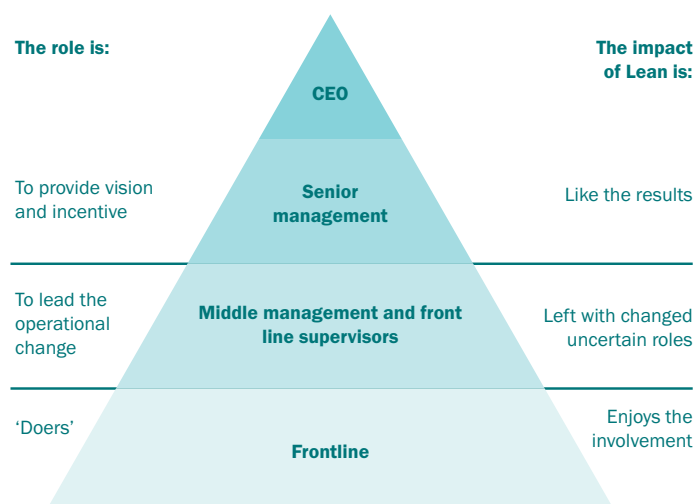 The role is:
The impact
of Lean is:
CEO
To provide vision
and incentive
Senior
management
Like the results
To lead the
operational
change
Middle management and front
line supervisors
Left with changed
uncertain roles
‘Doers’
Frontline
Enjoys the
involvement